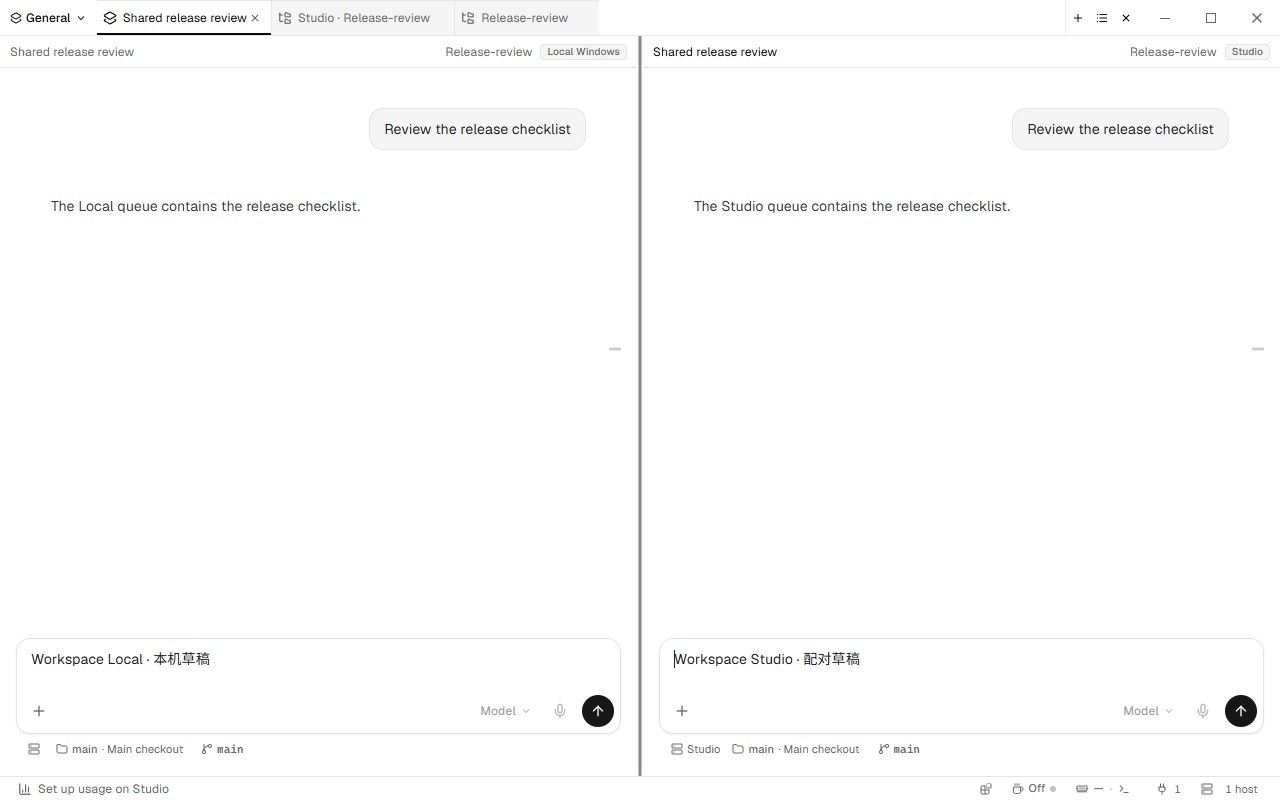 General
Shared release review
Studio · Release-review
Release-review
Shared release review
Release-review
Local Windows
Review the release checklist
The Local queue contains the release checklist.
Workspace Local · 本机草稿
Model
main · Main checkout
main
Shared release review
Release-review
Studio
Review the release checklist
The Studio queue contains the release checklist.
Workspace Studio · 配对草稿
Model
Studio
main · Main checkout
main
Set up usage on Studio
Off
— ·
1
1 host